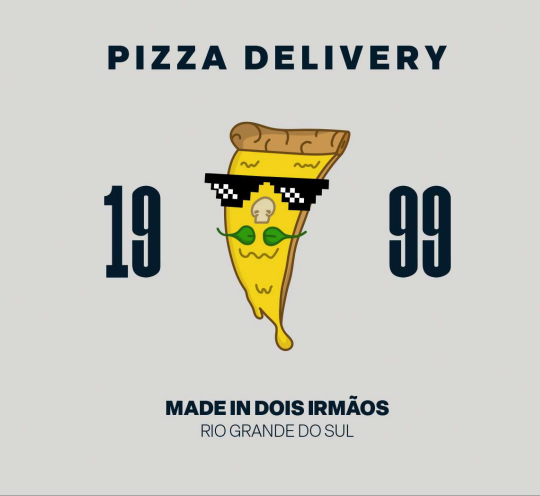 PIZZA DELIVERY
19 99
MADE IN DOIS IRMÃOS
RIO GRANDE DO SUL